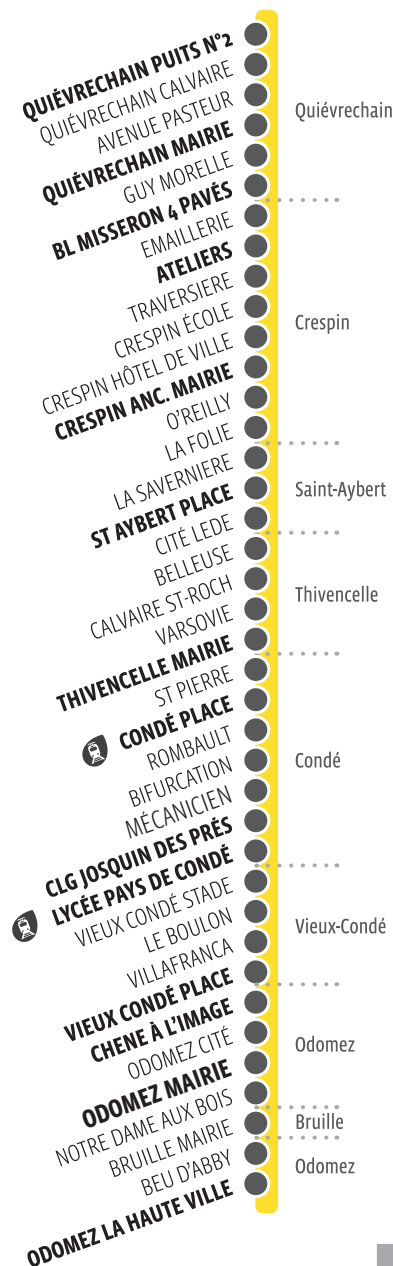 QUIÉVRECHAIN PUITS N°2
QUIÉVRECHAIN CALVAIRE
AVENUE PASTEUR
QUIÉVRECHAIN MAIRIE
GUY MORELLE
BL MISSERON 4 PAVÉS
Quiévrechain
EMAILLERIE
ATELIERS
TRAVERSIERE
CRESPIN ÉCOLE
CRESPIN HÔTEL DE VILLE
CRESPIN ANC. MAIRIE
O'REILLY
LA FOLIE
Crespin
LA SAVERNIERE
ST AYBERT PLACE
CITÉ LEDE
Saint-Aybert
BELLEUSE
CALVAIRE ST-ROCH
VARSOVIE
THIVENCELLE MAIRIE
Thivencelle
ST PIERRE
CONDÉ PLACE
ROMBAULT
BIFURCATION
MÉCANICIEN
CLG JOSQUIN DES PRÉS
LYCÉE PAYS DE CONDÉ
Condé
VIEUX CONDÉ STADE
LE BOULON
VILLAFRANCA
VIEUX CONDÉ PLACE
Vieux-Condé
CHENE À L'IMAGE
ODOMEZ CITÉ
ODOMEZ MAIRIE
NOTRE DAME AUX BOIS
Odomez
BRUILLE MAIRIE
Bruille
BEU D'ABBY
ODOMEZ LA HAUTE VILLE
Odomez